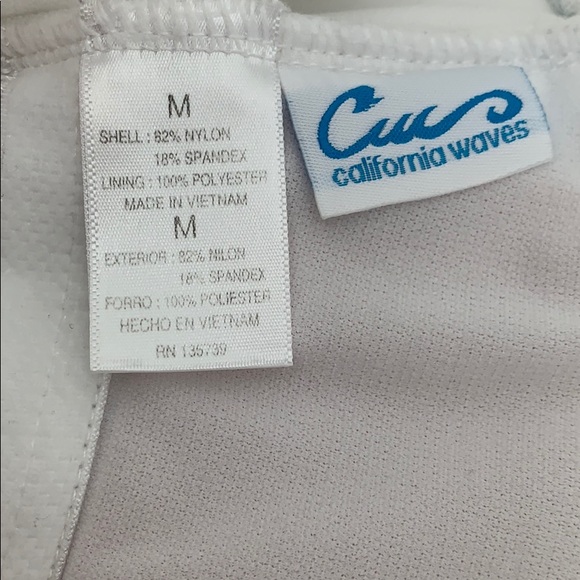 M
SHELL : 82% NYLON
18% SPANDEX
LINING : 100% POLYESTER
MADE IN VIETNAM
M
EXTERIOR : 82% NILON
18% SPANDEX
FORRO : 100% POLIESTER
HECHO EN VIETNAM
RN 135739
california waves